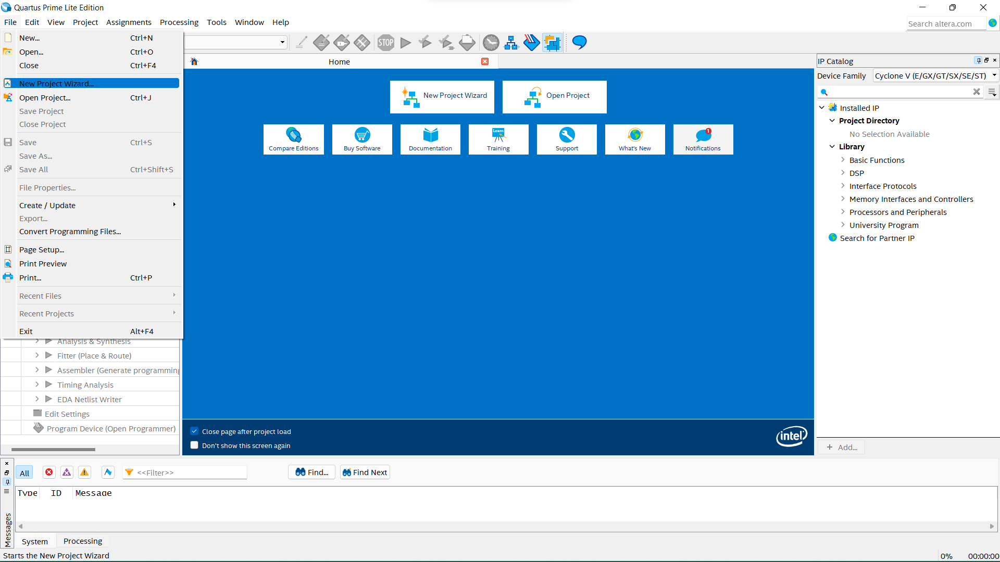 Quartus Prime Lite Edition
File Edit View Project Assignments Processing Tools Window Help
Search altera.com
New... Ctrl+N
Open... Ctrl+O
Close Ctrl+F4
New Project Wizard...
Open Project... Ctrl+J
Save Project
Close Project
Save Ctrl+S
Save As...
Save All Ctrl+Shift+S
File Properties...
Create / Update
Export...
Convert Programming Files...
Page Setup...
Print Preview
Print... Ctrl+P
Recent Files
Recent Projects
Exit Alt+F4
Analysis & Synthesis
Fitter (Place & Route)
Assembler (Generate programming
Timing Analysis
EDA Netlist Writer
Edit Settings
Program Device (Open Programmer)
STOP
Home
New Project Wizard
Open Project
Compare Editions
Buy Software
Documentation
Learn
Training
Support
What's New
1
Notifications
Close page after project load
Don't show this screen again
intel
IP Catalog
Device Family Cyclone V (E/GX/GT/SX/SE/ST)
Installed IP
Project Directory
No Selection Available
Library
Basic Functions
DSP
Interface Protocols
Memory Interfaces and Controllers
Processors and Peripherals
University Program
Search for Partner IP
+ Add...
All <<Filter>> Find... Find Next
Type ID Message
Messages
System Processing
Starts the New Project Wizard
0% 00:00:00